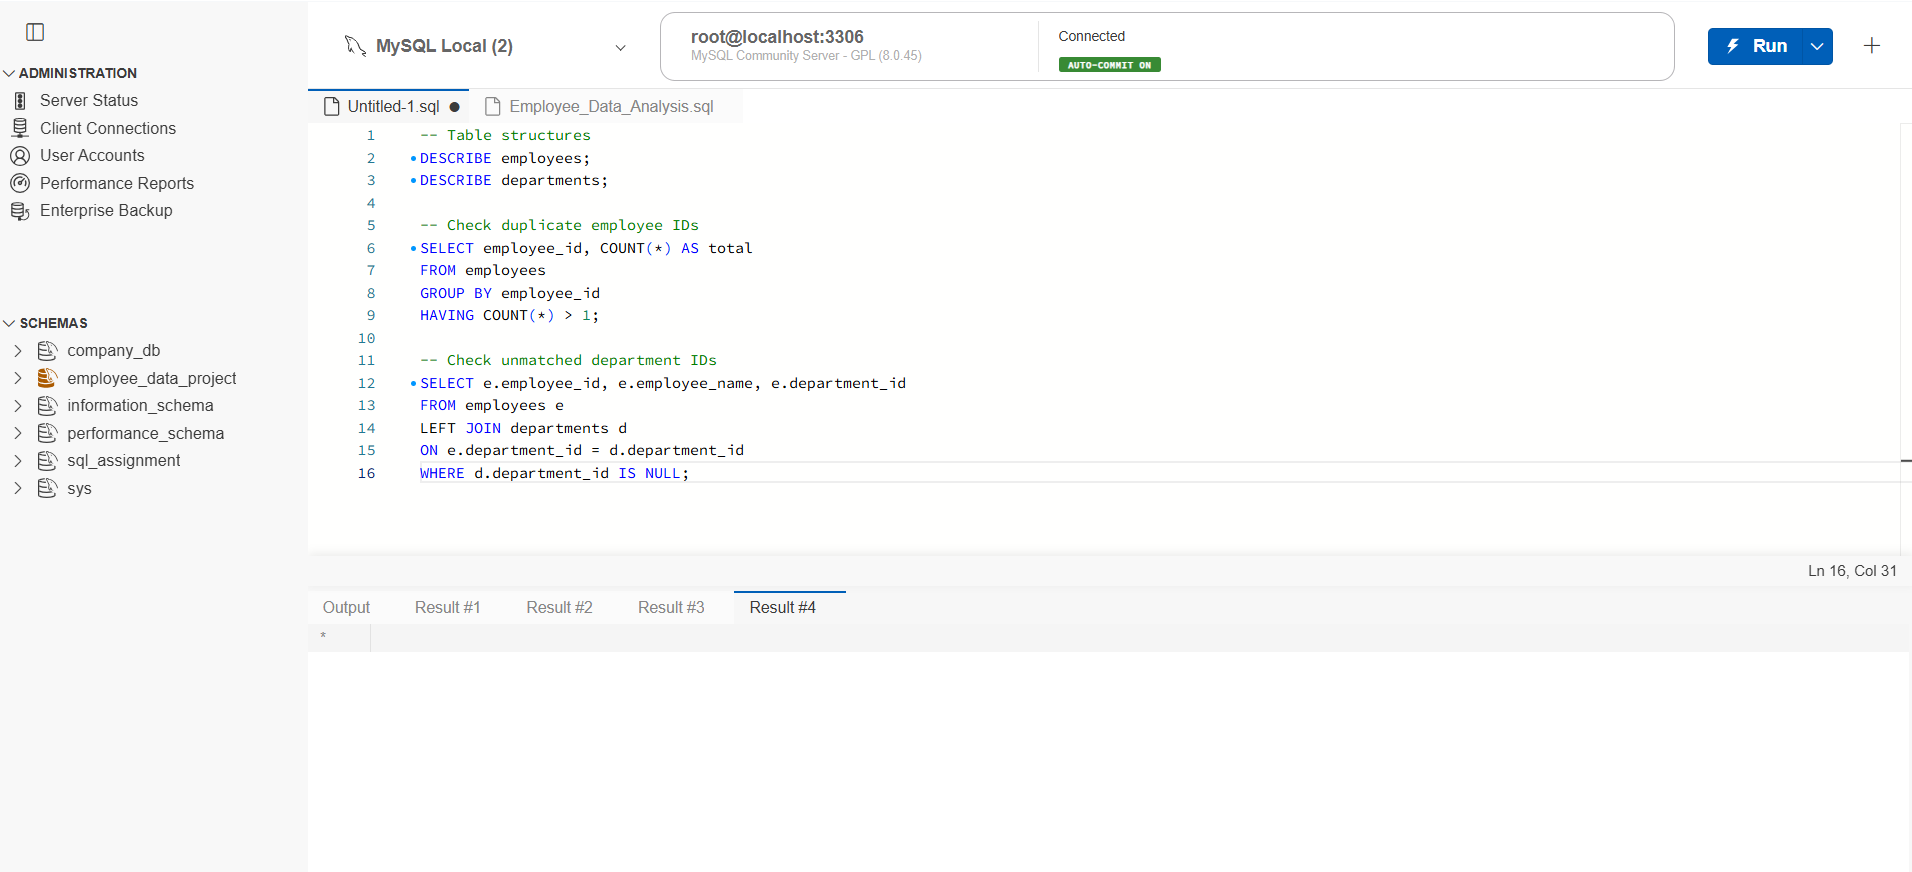 MySQL Local (2)
root@localhost:3306
MySQL Community Server - GPL (8.0.45)
Connected
AUTO-COMMIT ON
Run
ADMINISTRATION
Server Status
Client Connections
User Accounts
Performance Reports
Enterprise Backup
SCHEMAS
company_db
employee_data_project
information_schema
performance_schema
sql_assignment
sys
Untitled-1.sql
Employee_Data_Analysis.sql
1 -- Table structures
2 DESCRIBE employees;
3 DESCRIBE departments;
4
5 -- Check duplicate employee IDs
6 SELECT employee_id, COUNT(*) AS total
7 FROM employees
8 GROUP BY employee_id
9 HAVING COUNT(*) > 1;
10
11 -- Check unmatched department IDs
12 SELECT e.employee_id, e.employee_name, e.department_id
13 FROM employees e
14 LEFT JOIN departments d
15 ON e.department_id = d.department_id
16 WHERE d.department_id IS NULL;
Ln 16, Col 31
Output Result #1 Result #2 Result #3 Result #4
*